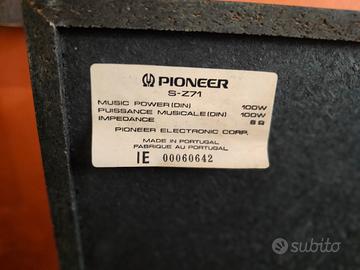 PIONEER
S-Z71
MUSIC POWER(DIN) 100W
PUISSANCE MUSICALE(DIN) 100W
IMPEDANCE 8 Ω
PIONEER ELECTRONIC CORP.
MADE IN PORTUGAL
FABRIQUE AU PORTUGAL
IE 00060642
subito